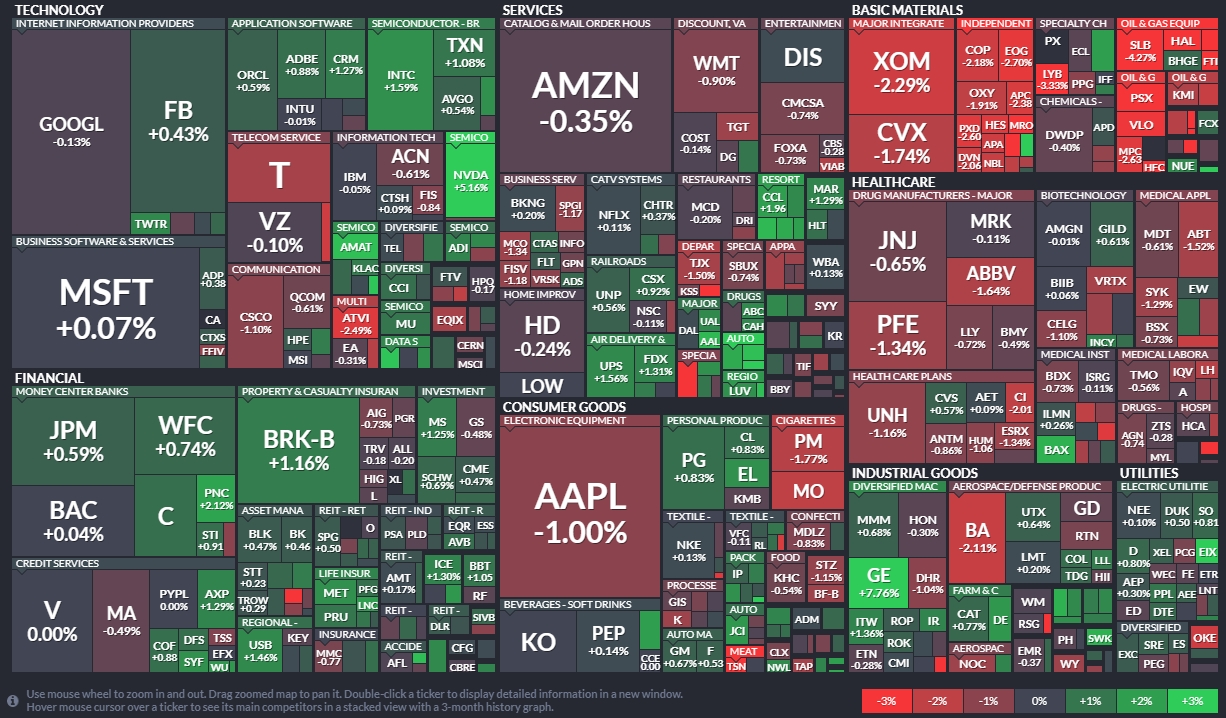 TECHNOLOGY
INTERNET INFORMATION PROVIDERS
GOOGL
-0.13%
FB
+0.43%
TWTR
APPLICATION SOFTWARE
ORCL
+0.59%
ADBE
+0.88%
CRM
+1.27%
INTU
-0.01%
SEMICONDUCTOR - BR
INTC
+1.59%
TXN
+1.08%
AVGO
+0.54%
TELECOM SERVICE
T
VZ
-0.10%
INFORMATION TECH
IBM
-0.05%
ACN
-0.61%
CTSH
+0.09%
FIS
-0.84
SEMICO
NVDA
+5.16%
BUSINESS SOFTWARE & SERVICES
MSFT
+0.07%
ADP
+0.38
CA
CTXS
FFIV
COMMUNICATION
CSCO
-1.10%
QCOM
-0.61%
HPE
MSI
SEMICO
AMAT
KLAC
MULTI
ATVI
-2.49%
EA
-0.31%
DIVERSIFIE
TEL
DIVERSI
CCI
SEMICO
MU
DATA S
SEMICO
ADI
FTV
HPQ
-0.17
EQIX
CERN
MSCI
FINANCIAL
MONEY CENTER BANKS
JPM
+0.59%
WFC
+0.74%
BAC
+0.04%
C
PNC
+2.12%
STI
+0.91
CREDIT SERVICES
V
0.00%
MA
-0.49%
PYPL
0.00%
AXP
+1.29%
COF
+0.88
DFS
SYF
TSS
EFX
WU
PROPERTY & CASUALTY INSURAN
BRK-B
+1.16%
AIG
-0.73%
PGR
TRV
-0.18
ALL
-0.20
HIG
XL
L
INVESTMENT
MS
+1.25%
GS
-0.48%
SCHW
+0.69%
CME
+0.47%
ASSET MANA
BLK
+0.47%
BK
+0.46
STT
+0.23
TROW
+0.29
REGIONAL -
USB
+1.46%
KEY
REIT - RET
SPG
+0.50
O
LIFE INSUR
MET
PFG
PRU
LNC
INSURANCE
MMC
-0.77
REIT - IND
PSA
PLD
REIT -
AMT
+0.17%
REIT -
ACCIDE
AFL
REIT - R
EQR
ESS
AVB
ICE
+1.30%
BBT
+1.05
RF
REIT -
DLR
SIVB
CFG
CBRE
SERVICES
CATALOG & MAIL ORDER HOUS
AMZN
-0.35%
DISCOUNT, VA
WMT
-0.90%
COST
-0.14%
TGT
DG
ENTERTAINMEN
DIS
CMCSA
-0.74%
FOXA
-0.73%
CBS
-0.28
VIAB
BUSINESS SERV
BKNG
+0.20%
SPGI
-1.17
MCO
-1.34
CTAS
INFO
FLT
GPN
FISV
-1.18
VRSK
ADS
HOME IMPROV
HD
-0.24%
LOW
CATV SYSTEMS
NFLX
+0.11%
CHTR
+0.37%
RAILROADS
UNP
+0.56%
CSX
+0.92%
NSC
-0.11%
AIR DELIVERY &
UPS
+1.56%
FDX
+1.31%
RESTAURANTS
MCD
-0.20%
DRI
RESORT
CCL
+1.96
MAR
+1.29%
HLT
DEPAR
TJX
-1.50%
KSS
SPECIA
SBUX
-0.74%
APPA
WBA
+0.13%
MAJOR
DAL
UAL
AAL
DRUGS
ABC
CAH
SYY
AUTO
KR
SPECIA
REGIO
LUV
TIF
BBY
CONSUMER GOODS
ELECTRONIC EQUIPMENT
AAPL
-1.00%
BEVERAGES - SOFT DRINKS
KO
PEP
+0.14%
CCE
0.00
PERSONAL PRODUC
PG
+0.83%
CL
+0.83%
EL
KMB
CIGARETTES
PM
-1.77%
MO
TEXTILE -
NKE
+0.13%
TEXTILE -
VFC
-0.11
RL
CONFECTI
MDLZ
-0.83%
PROCESSE
GIS
K
PACK
IP
FOOD
KHC
-0.54%
STZ
-1.15%
BF-B
AUTO MA
GM
+0.67%
F
+0.53
AUTO
JCI
MEAT
TSN
ADM
CLX
NWL
TAP
BASIC MATERIALS
MAJOR INTEGRATE
XOM
-2.29%
CVX
-1.74%
INDEPENDENT
COP
-2.18%
EOG
-2.70%
OXY
-1.91%
APC
-2.38
PXD
-2.60
HES
MRO
APA
DVN
-2.06
NBL
SPECIALTY CH
PX
ECL
LYB
-3.33%
PPG
IFF
CHEMICALS -
DWDP
-0.40%
APD
OIL & GAS EQUIP
SLB
-4.27%
HAL
BHGE
FTI
OIL & G
PSX
VLO
MPC
-2.63
HFC
OIL & G
KMI
FCX
NUE
HEALTHCARE
DRUG MANUFACTURERS - MAJOR
JNJ
-0.65%
MRK
-0.11%
ABBV
-1.64%
PFE
-1.34%
LLY
-0.72%
BMY
-0.49%
BIOTECHNOLOGY
AMGN
-0.01%
GILD
+0.61%
BIIB
+0.06%
VRTX
CELG
-1.10%
INCY
MEDICAL APPL
MDT
-0.61%
ABT
-1.52%
SYK
-1.29%
EW
BSX
-0.73%
HEALTH CARE PLANS
UNH
-1.16%
CVS
+0.57%
AET
+0.09%
CI
-2.01
ANTM
-0.86%
HUM
-1.06
ESRX
-1.34%
MEDICAL INST
BDX
-0.73%
ISRG
-0.11%
ILMN
+0.26%
BAX
MEDICAL LABORA
TMO
-0.56%
IQV
LH
A
DRUGS -
AGN
-0.74
ZTS
-0.28
MYL
HOSPI
HCA
INDUSTRIAL GOODS
DIVERSIFIED MAC
MMM
+0.68%
HON
-0.30%
GE
+7.76%
DHR
-1.04%
ITW
+1.36%
ROP
IR
ROK
ETN
-0.28%
CMI
AEROSPACE/DEFENSE PRODUC
BA
-2.11%
UTX
+0.64%
GD
RTN
LMT
+0.20%
COL
LLL
TDG
HII
FARM & C
CAT
+0.77%
DE
AEROSPAC
NOC
WM
RSG
EMR
-0.37
PH
SWK
WY
UTILITIES
ELECTRIC UTILITIE
NEE
+0.10%
DUK
+0.50
SO
+0.81
D
+0.80%
XEL
PCG
EIX
AEP
+0.30%
WEC
FE
ETR
PPL
AEE
LNT
ED
DTE
DIVERSIFIED
EXC
SRE
ES
PEG
OKE
Use mouse wheel to zoom in and out. Drag zoomed map to pan it. Double-click a ticker to display detailed information in a new window.
Hover mouse cursor over a ticker to see its main competitors in a stacked view with a 3-month history graph.
-3%
-2%
-1%
0%
+1%
+2%
+3%